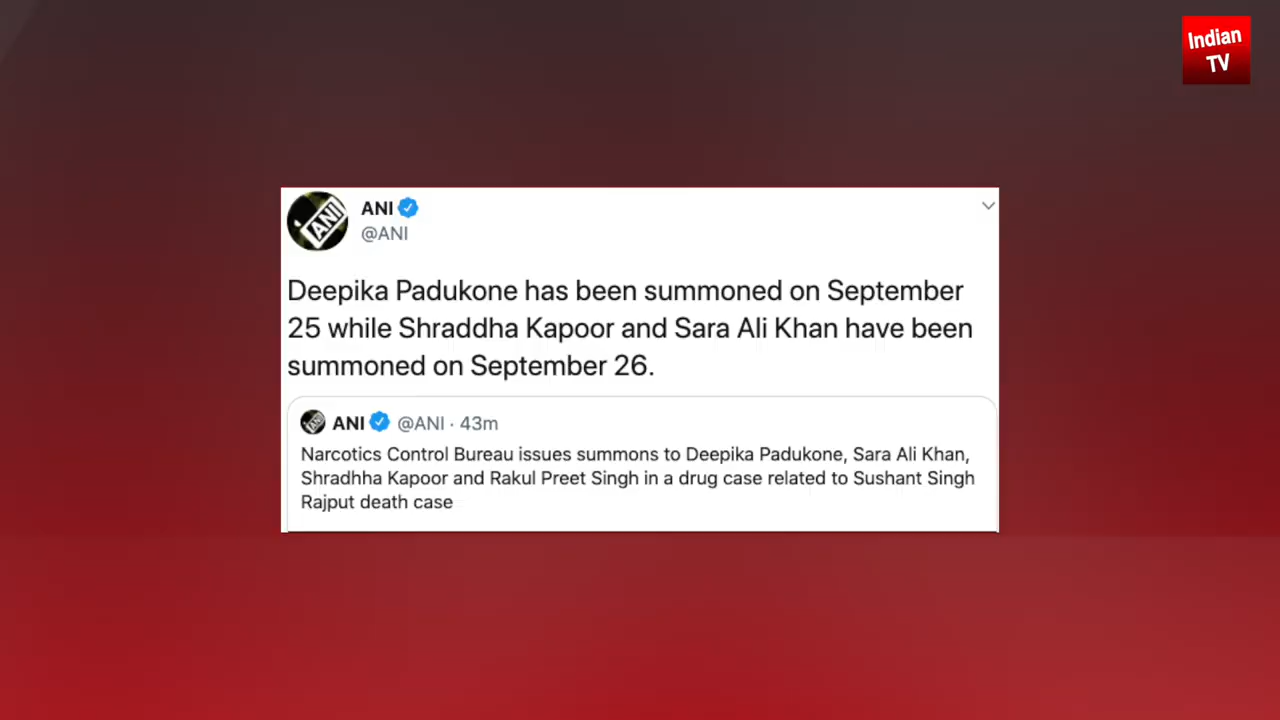 Indian
TV
ANI
ANI
@ANI
Deepika Padukone has been summoned on September
25 while Shraddha Kapoor and Sara Ali Khan have been
summoned on September 26.
ANI @ANI · 43m
Narcotics Control Bureau issues summons to Deepika Padukone, Sara Ali Khan,
Shradhha Kapoor and Rakul Preet Singh in a drug case related to Sushant Singh
Rajput death case